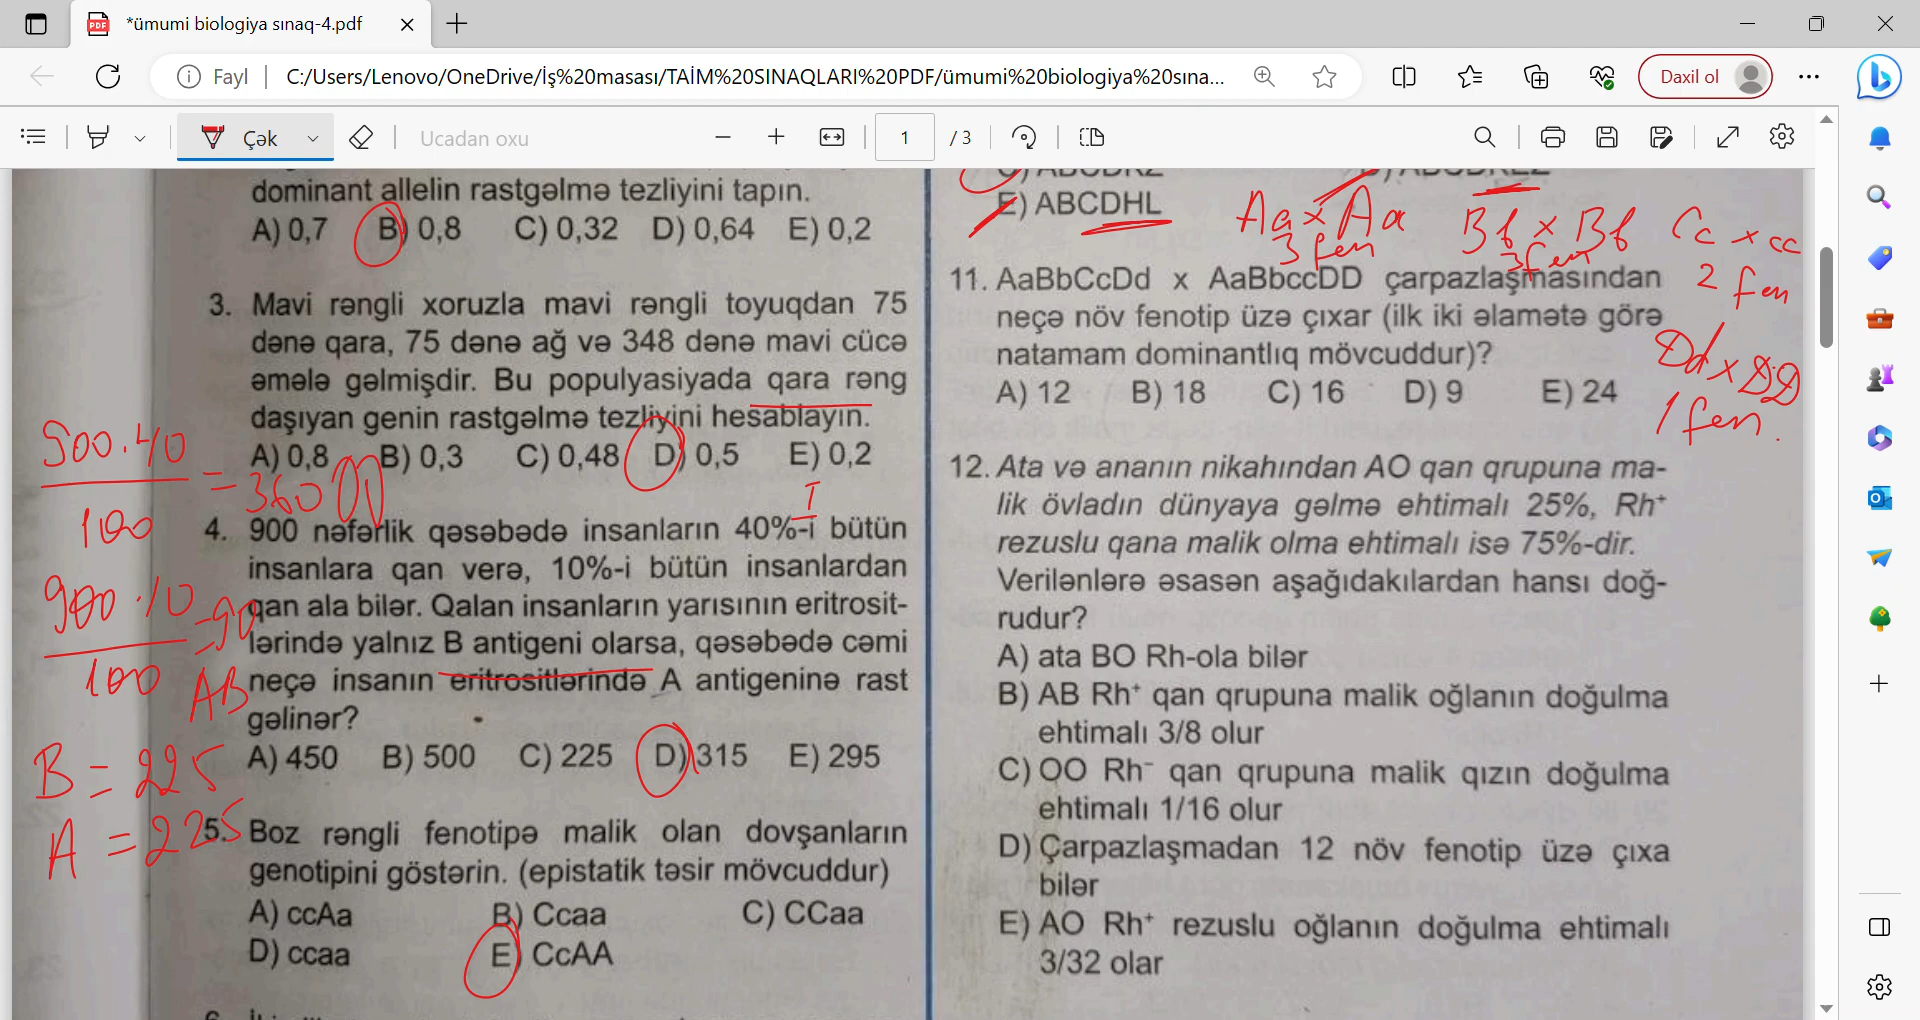 *ümumi biologiya sınaq-4.pdf
Fayl
C:/Users/Lenovo/OneDrive/İş%20masası/TAİM%20SINAQLARI%20PDF/ümumi%20biologiya%20sına...
Daxil ol
Çək
Ucadan oxu
1 /3
dominant allelin rastgəlmə tezliyini tapın.
A) 0,7 B) 0,8 C) 0,32 D) 0,64 E) 0,2
3. Mavi rəngli xoruzla mavi rəngli toyuqdan 75
dənə qara, 75 dənə ağ və 348 dənə mavi cücə
əmələ gəlmişdir. Bu populyasiyada qara rəng
daşıyan genin rastgəlmə tezliyini hesablayın.
A) 0,8 B) 0,3 C) 0,48 D) 0,5 E) 0,2
I
4. 900 nəfərlik qəsəbədə insanların 40%-i bütün
insanlara qan verə, 10%-i bütün insanlardan
qan ala bilər. Qalan insanların yarısının eritrosit-
lərində yalnız B antigeni olarsa, qəsəbədə cəmi
neçə insanın eritrositlərində A antigeninə rast
gəlinər?
A) 450 B) 500 C) 225 D) 315 E) 295
5. Boz rəngli fenotipə malik olan dovşanların
genotipini göstərin. (epistatik təsir mövcuddur)
A) ccAa B) Ccaa C) CCaa
D) ccaa E) CcAA
= 360
100
900 . 10
= 90
100
AB
B = 225
A = 225
E) ABCDHL
Aa x Aa
3 fen
Bb x Bb
3 fen
Cc x cc
2 fen
Dd x DD
1 fen.
11. AaBbCcDd x AaBbccDD çarpazlaşmasından
neçə növ fenotip üzə çıxar (ilk iki əlamətə görə
natamam dominantlıq mövcuddur)?
A) 12 B) 18 C) 16 D) 9 E) 24
12. Ata və ananın nikahından AO qan qrupuna ma-
lik övladın dünyaya gəlmə ehtimalı 25%, Rh⁺
rezuslu qana malik olma ehtimalı isə 75%-dir.
Verilənlərə əsasən aşağıdakılardan hansı doğ-
rudur?
A) ata BO Rh-ola bilər
B) AB Rh⁺ qan qrupuna malik oğlanın doğulma
ehtimalı 3/8 olur
C) OO Rh⁻ qan qrupuna malik qızın doğulma
ehtimalı 1/16 olur
D) Çarpazlaşmadan 12 növ fenotip üzə çıxa
bilər
E) AO Rh⁺ rezuslu oğlanın doğulma ehtimalı
3/32 olar